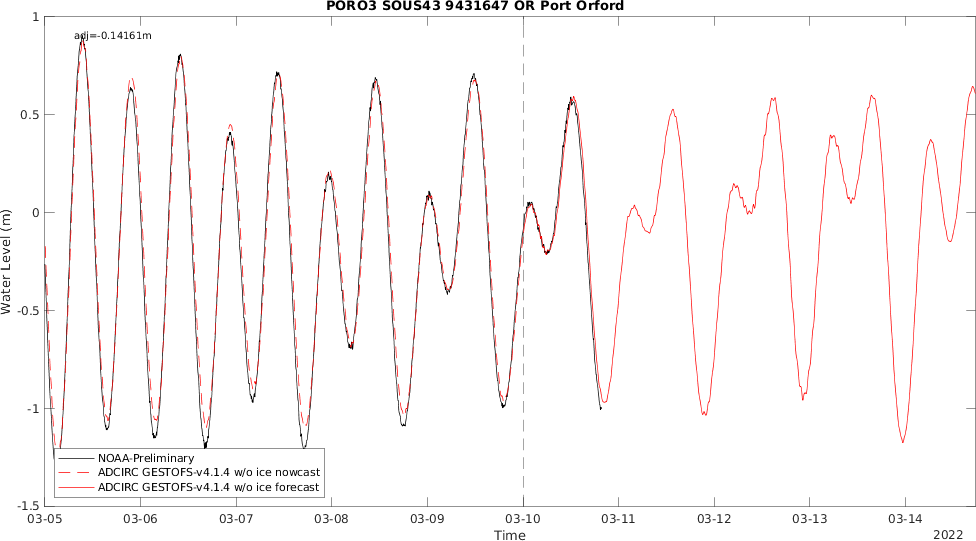 PORO3 SOUS43 9431647 OR Port Orford
adj=-0.14161m
Water Level (m)
1
0.5
0
-0.5
-1
-1.5
NOAA-Preliminary
ADCIRC GESTOFS-v4.1.4 w/o ice nowcast
ADCIRC GESTOFS-v4.1.4 w/o ice forecast
03-05 03-06 03-07 03-08 03-09 03-10 03-11 03-12 03-13 03-14
Time
2022